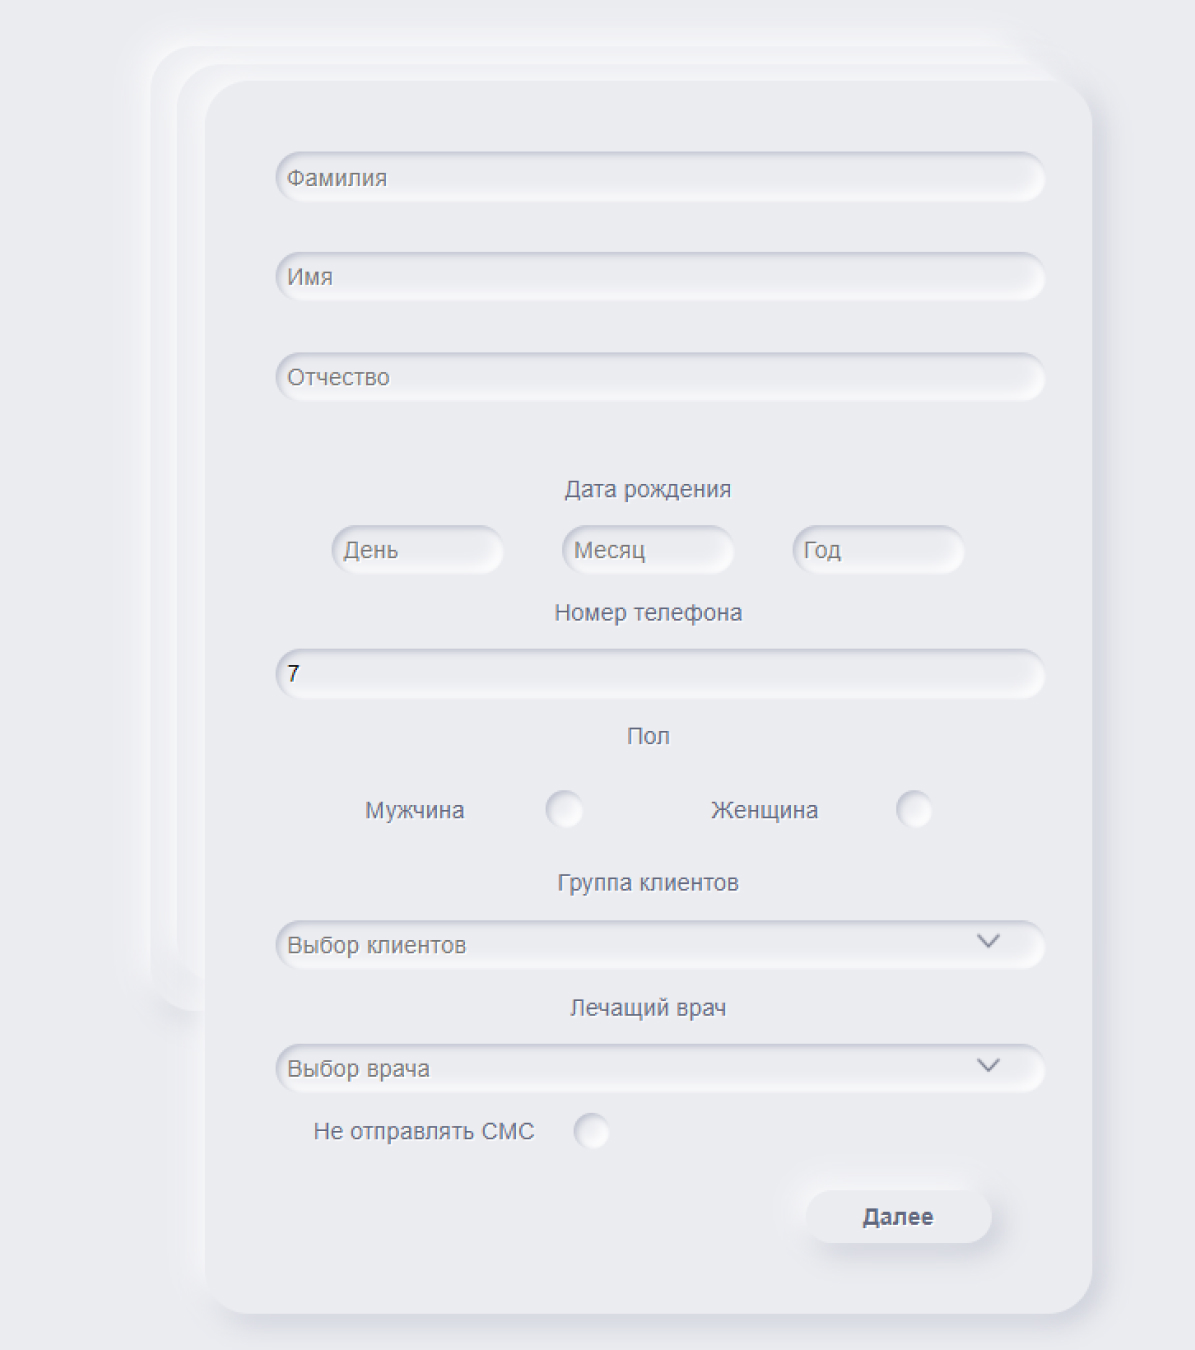 Фамилия
Имя
Отчество
Дата рождения
День Месяц Год
Номер телефона
7
Пол
Мужчина Женщина
Группа клиентов
Выбор клиентов
Лечащий врач
Выбор врача
Не отправлять СМС
Далее